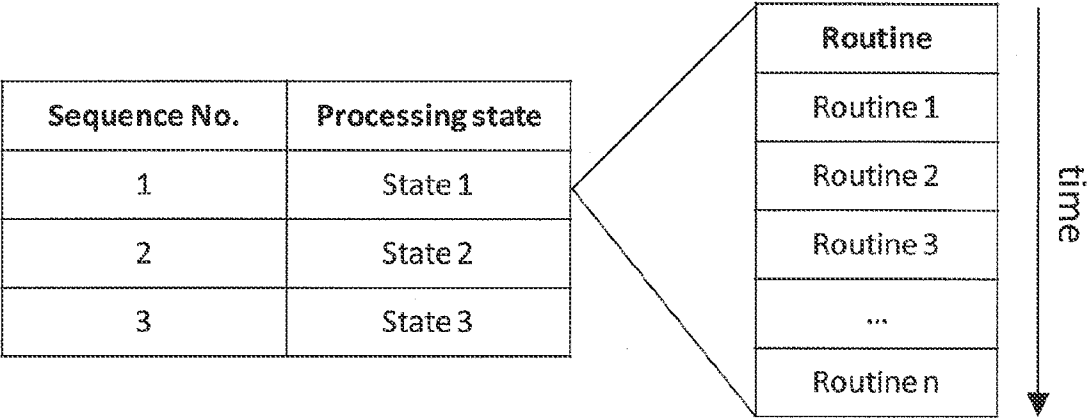 Sequence No. Processing state
1 State 1
2 State 2
3 State 3
Routine
Routine 1
Routine 2
Routine 3
...
Routine n
time